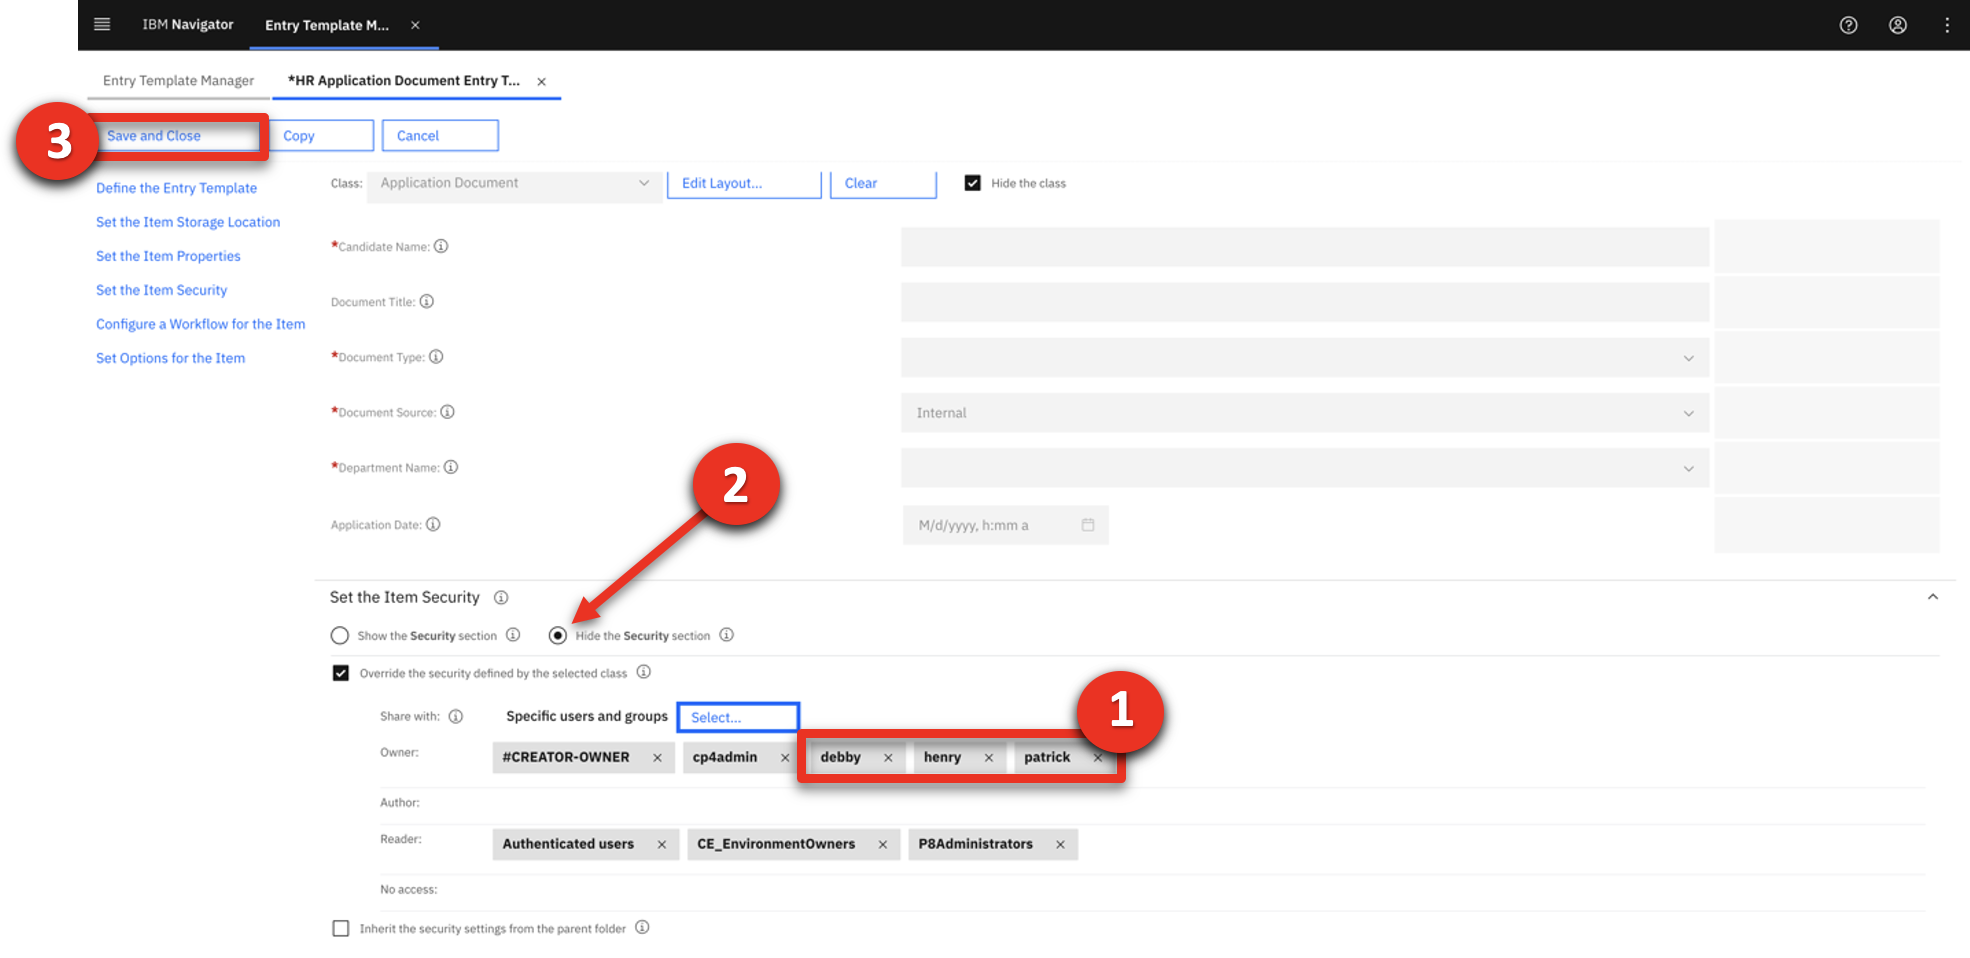 IBM Navigator
Entry Template M...
Entry Template Manager
*HR Application Document Entry T...
3
Save and Close
Copy
Cancel
Define the Entry Template
Set the Item Storage Location
Set the Item Properties
Set the Item Security
Configure a Workflow for the Item
Set Options for the Item
Class: Application Document
Edit Layout...
Clear
Hide the class
*Candidate Name:
Document Title:
*Document Type:
*Document Source: Internal
*Department Name:
2
Application Date: M/d/yyyy, h:mm a
Set the Item Security
Show the Security section
Hide the Security section
Override the security defined by the selected class
1
Share with: Specific users and groups Select...
Owner: #CREATOR-OWNER cp4admin debby henry patrick
Author:
Reader: Authenticated users CE_EnvironmentOwners P8Administrators
No access:
Inherit the security settings from the parent folder